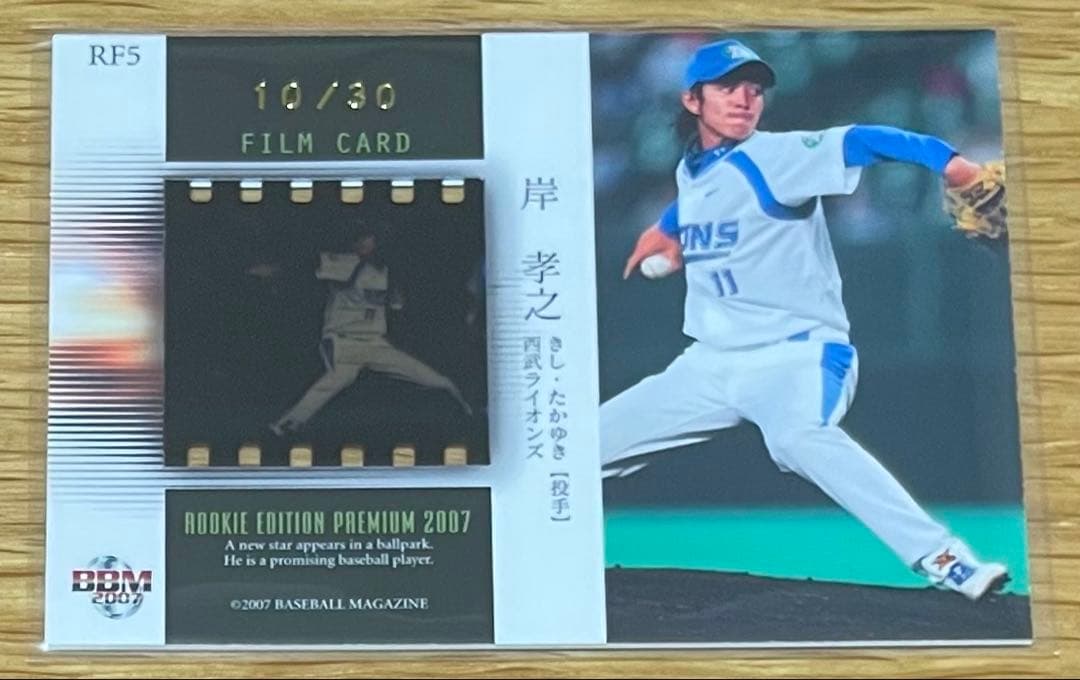 RF5
10/30
FILM CARD
岸 孝之
きし・たかゆき [投手]
西武ライオンズ
ROOKIE EDITION PREMIUM 2007
A new star appears in a ballpark.
He is a promising baseball player.
©2007 BASEBALL MAGAZINE
BBM
2007
ONS
11